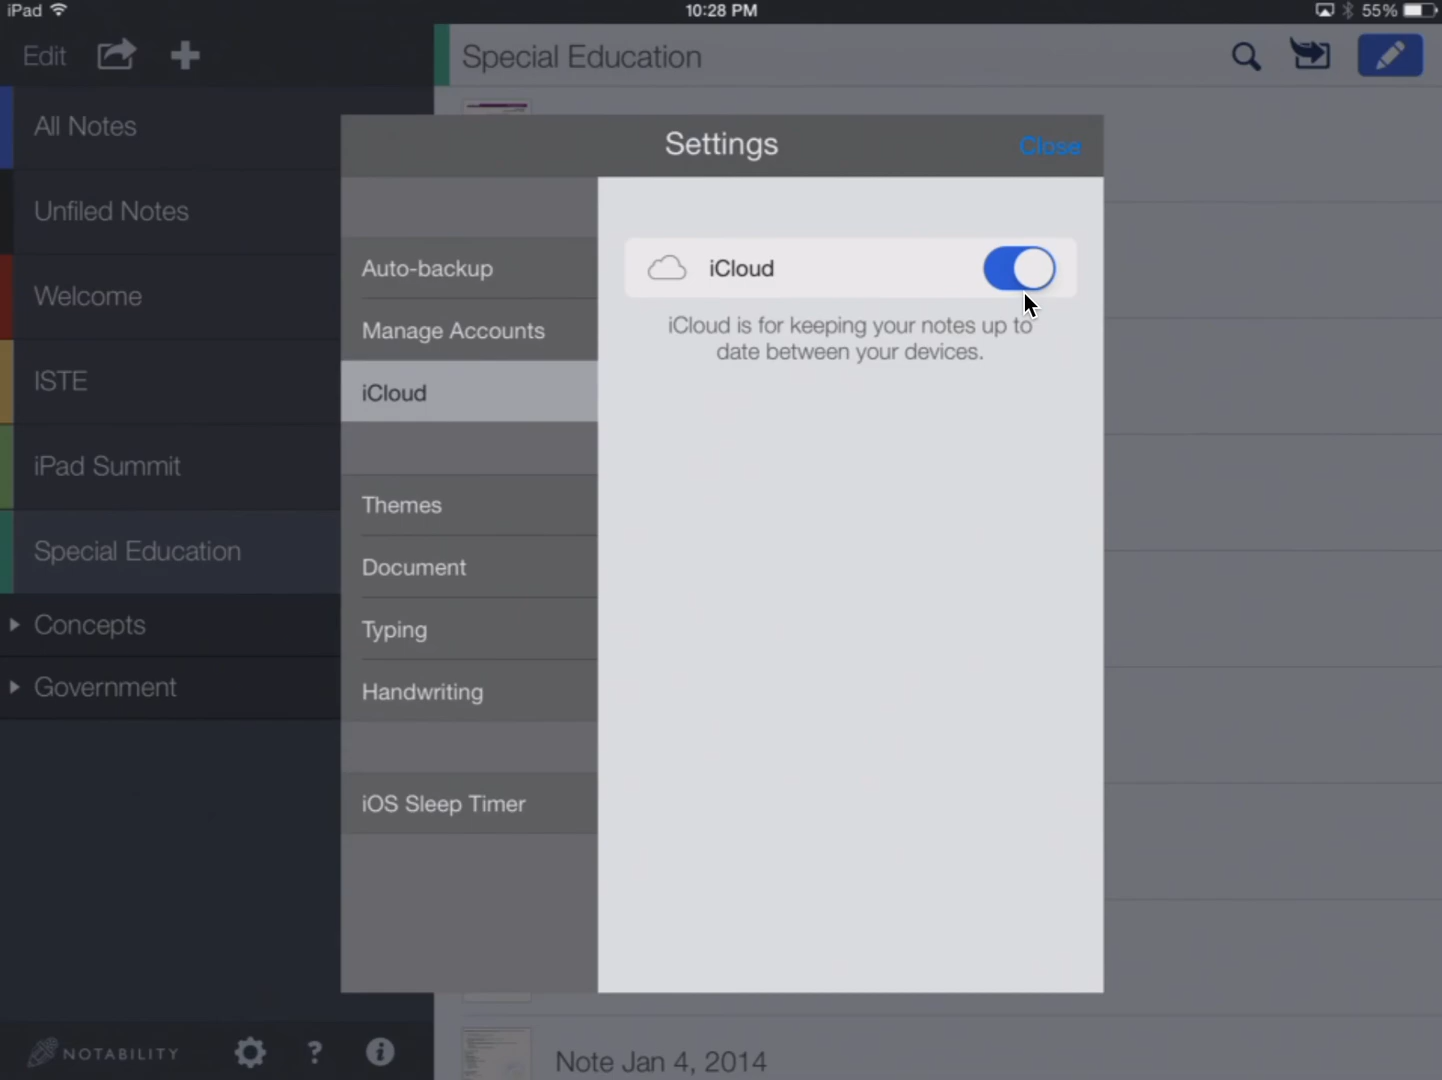 iPad
10:28 PM
55%
Edit
Special Education
All Notes
Unfiled Notes
Welcome
ISTE
iPad Summit
Special Education
Concepts
Government
Settings
Close
Auto-backup
Manage Accounts
iCloud
Themes
Document
Typing
Handwriting
iOS Sleep Timer
iCloud
iCloud is for keeping your notes up to
date between your devices.
NOTABILITY
?
Note Jan 4, 2014